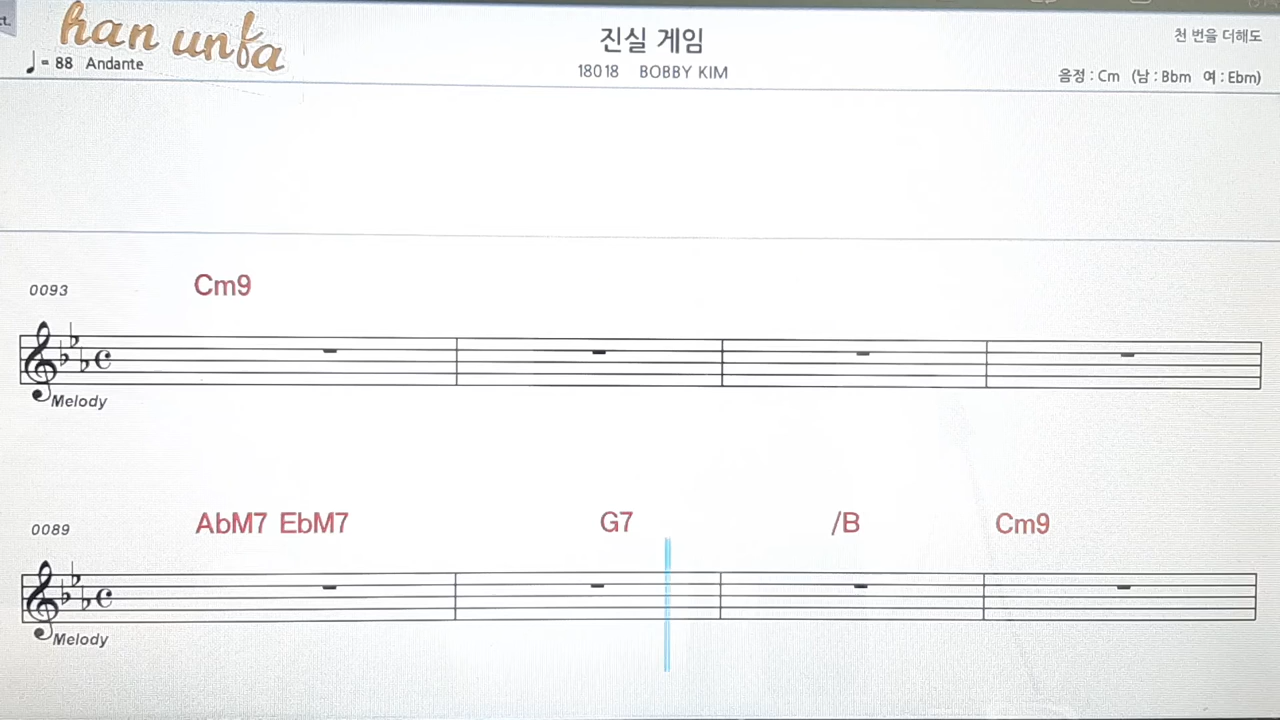 ct.
han unfa
♩ = 88 Andante
진실 게임
18018 BOBBY KIM
천 번을 더해도
음정 : Cm (남 : Bbm 여 : Ebm)
0093 Cm9
Melody
0089 AbM7 EbM7 G7 /B Cm9
Melody